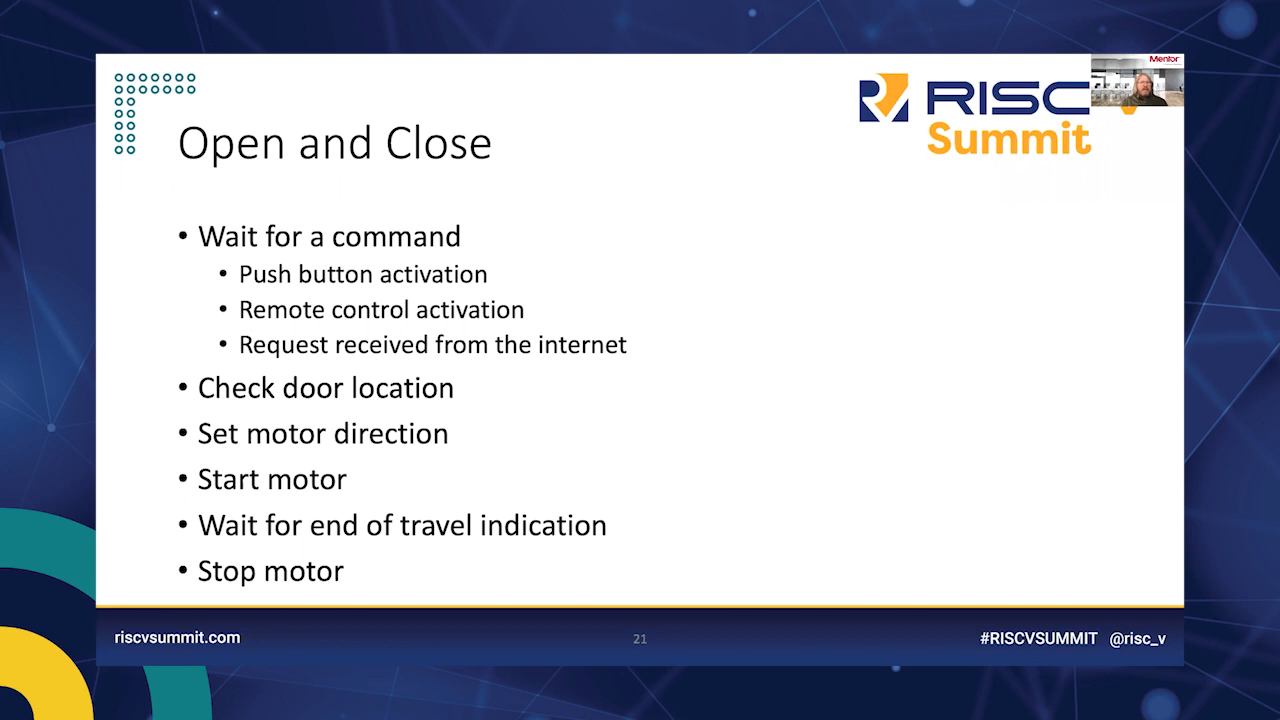 Mentor
RISC
Summit
Open and Close
• Wait for a command
• Push button activation
• Remote control activation
• Request received from the internet
• Check door location
• Set motor direction
• Start motor
• Wait for end of travel indication
• Stop motor
riscvsummit.com
21
#RISCVSUMMIT @risc_v